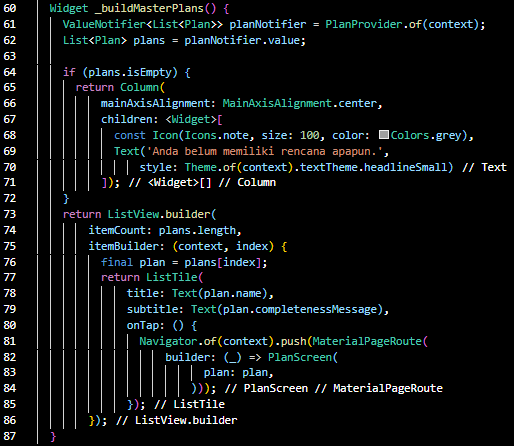 60 Widget _buildMasterPlans() {
61 ValueNotifier<List<Plan>> planNotifier = PlanProvider.of(context);
62 List<Plan> plans = planNotifier.value;
63
64 if (plans.isEmpty) {
65 return Column(
66 mainAxisAlignment: MainAxisAlignment.center,
67 children: <Widget>[
68 const Icon(Icons.note, size: 100, color: Colors.grey),
69 Text('Anda belum memiliki rencana apapun.',
70 style: Theme.of(context).textTheme.headlineSmall) // Text
71 ]); // <Widget>[] // Column
72 }
73 return ListView.builder(
74 itemCount: plans.length,
75 itemBuilder: (context, index) {
76 final plan = plans[index];
77 return ListTile(
78 title: Text(plan.name),
79 subtitle: Text(plan.completenessMessage),
80 onTap: () {
81 Navigator.of(context).push(MaterialPageRoute(
82 builder: (_) => PlanScreen(
83 plan: plan,
84 ))); // PlanScreen // MaterialPageRoute
85 }); // ListTile
86 }); // ListView.builder
87 }